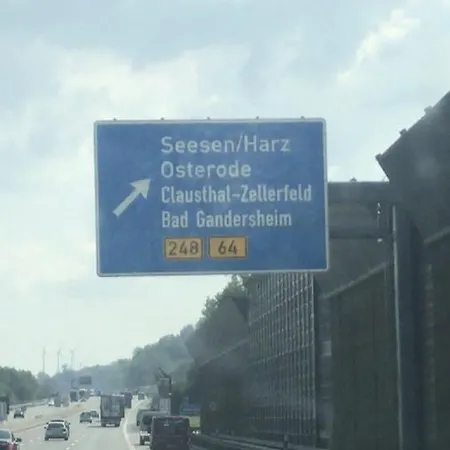 Seesen/Harz
Osterode
Clausthal-Zellerfeld
Bad Gandersheim
248 64